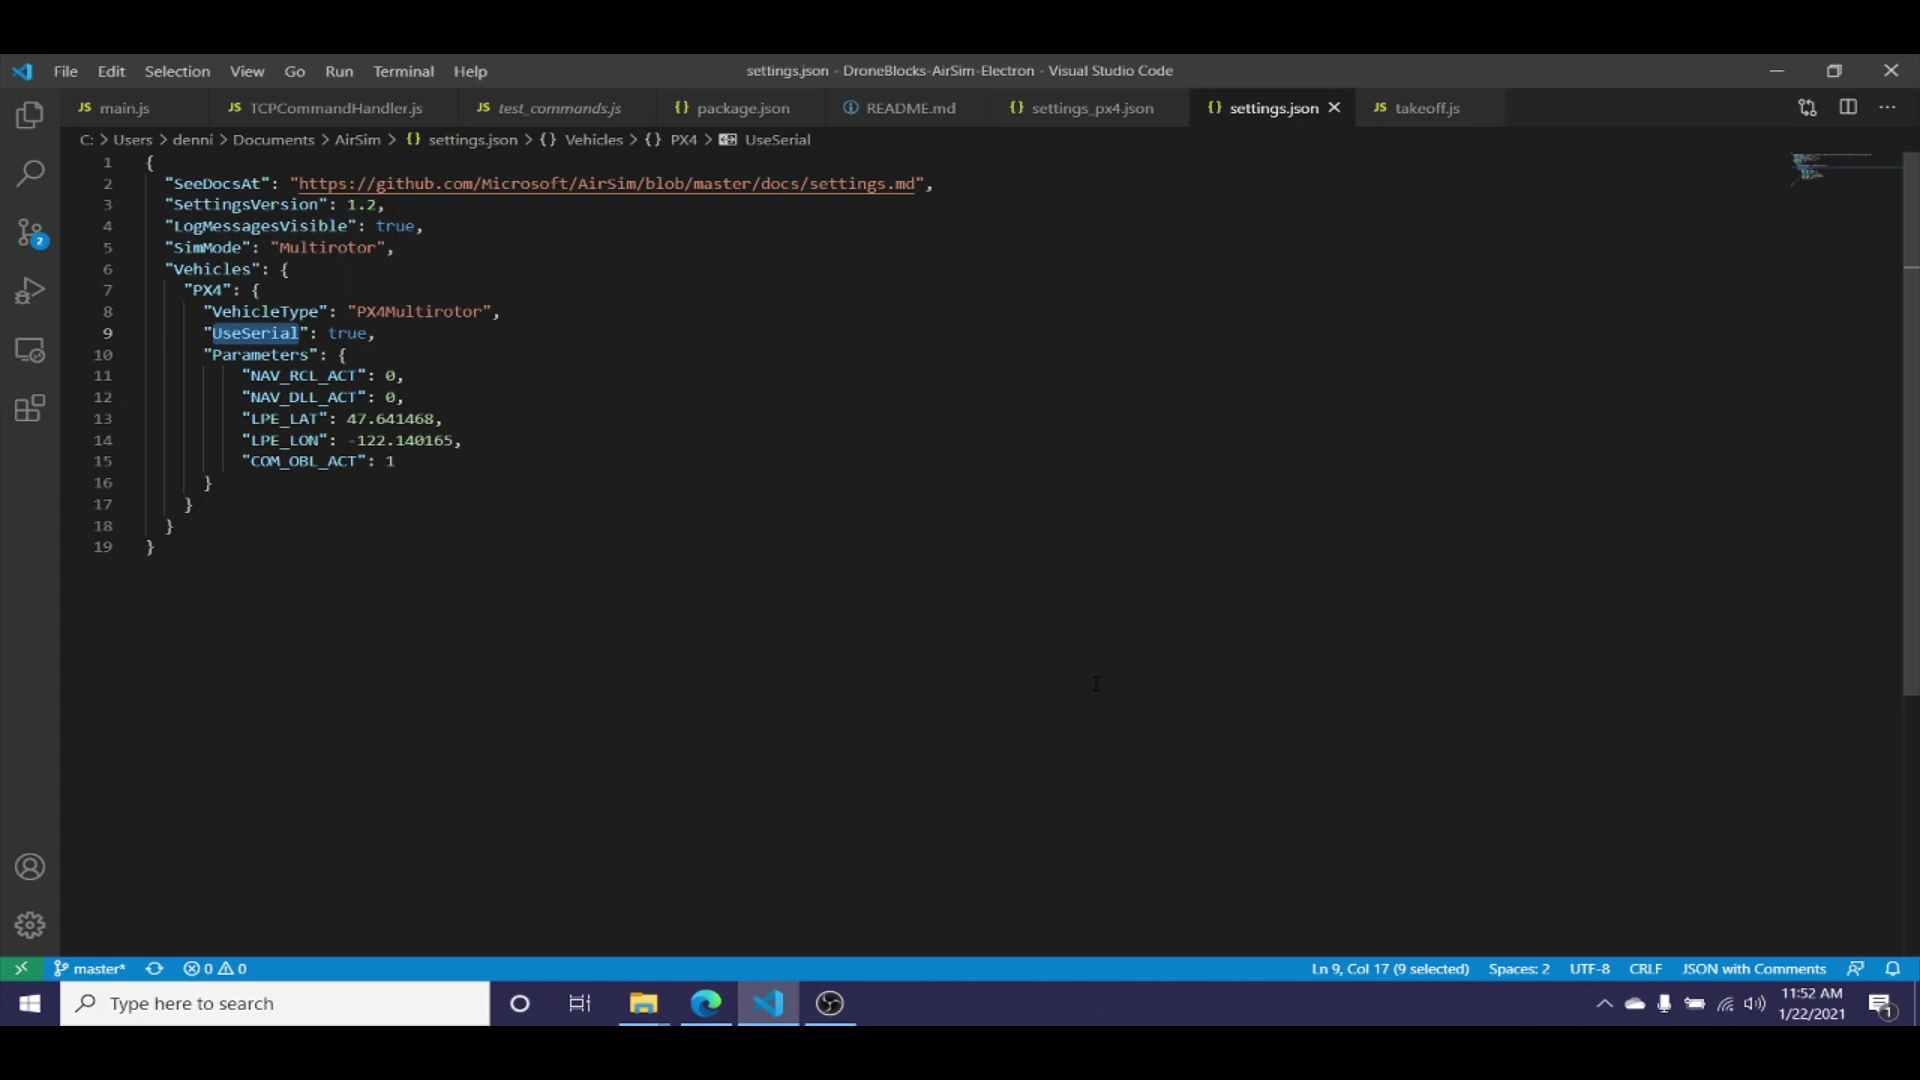 File Edit Selection View Go Run Terminal Help
settings.json - DroneBlocks-AirSim-Electron - Visual Studio Code
JS main.js
JS TCPCommandHandler.js
JS test_commands.js
{} package.json
README.md
{} settings_px4.json
{} settings.json
JS takeoff.js
C: > Users > denni > Documents > AirSim > {} settings.json > {} Vehicles > {} PX4 > UseSerial
1 {
2 "SeeDocsAt": "https://github.com/Microsoft/AirSim/blob/master/docs/settings.md",
3 "SettingsVersion": 1.2,
4 "LogMessagesVisible": true,
5 "SimMode": "Multirotor",
6 "Vehicles": {
7 "PX4": {
8 "VehicleType": "PX4Multirotor",
9 "UseSerial": true,
10 "Parameters": {
11 "NAV_RCL_ACT": 0,
12 "NAV_DLL_ACT": 0,
13 "LPE_LAT": 47.641468,
14 "LPE_LON": -122.140165,
15 "COM_OBL_ACT": 1
16 }
17 }
18 }
19 }
2
master* 0 0
Ln 9, Col 17 (9 selected) Spaces: 2 UTF-8 CRLF JSON with Comments
Type here to search
11:52 AM
1/22/2021
1